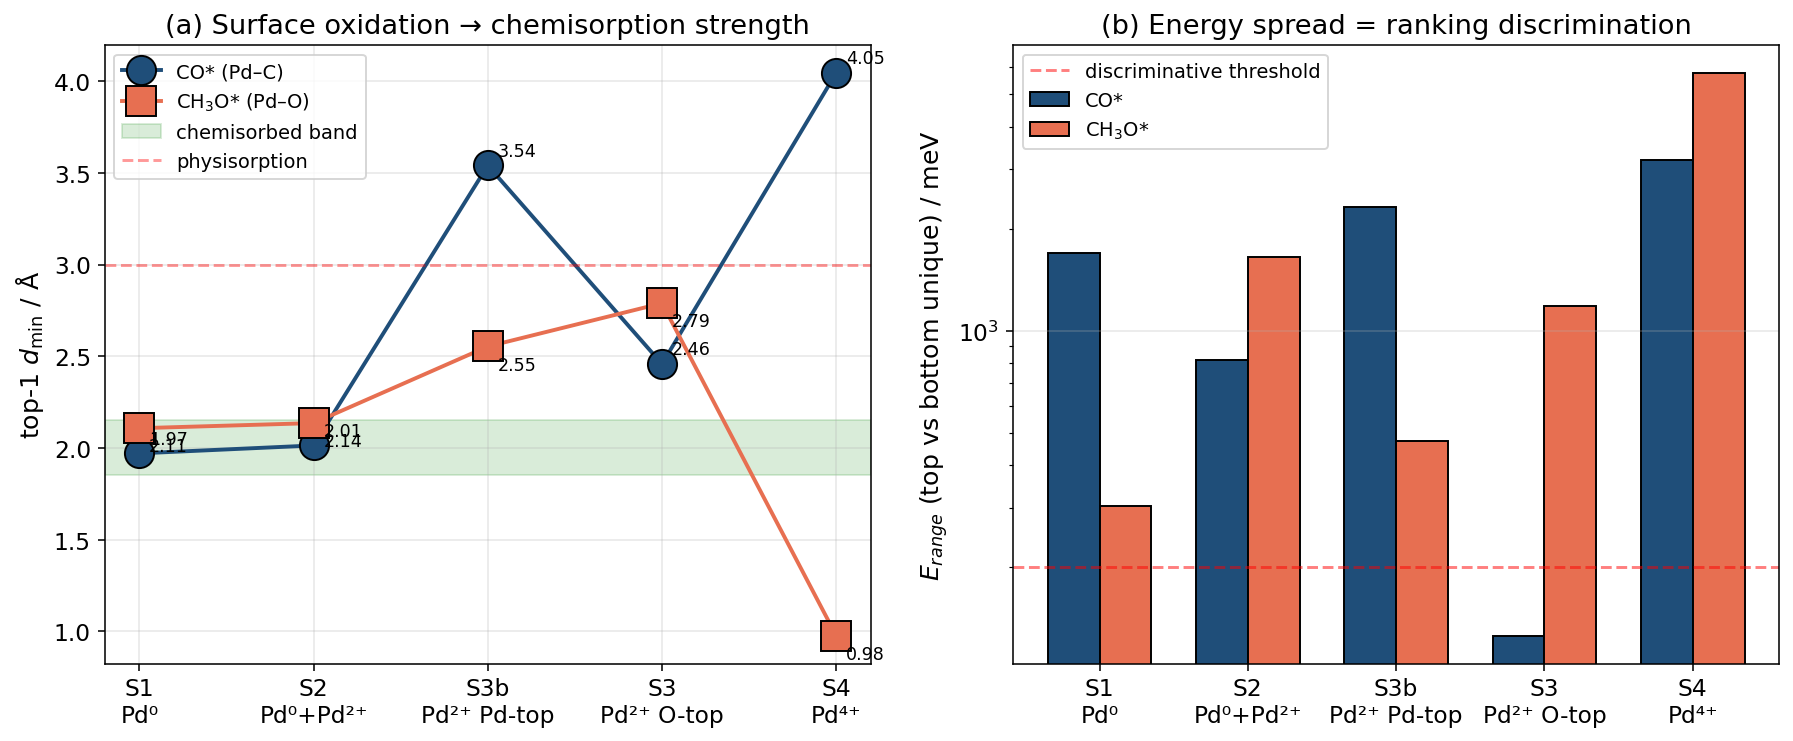 (a) Surface oxidation → chemisorption strength
CO* (Pd–C)
CH₃O* (Pd–O)
chemisorbed band
physisorption
top-1 d_min / Å
4.0
3.5
3.0
2.5
2.0
1.5
1.0
1.97
2.11
2.01
2.14
3.54
2.55
2.79
2.46
4.05
0.98
S1
Pd⁰
S2
Pd⁰+Pd²⁺
S3b
Pd²⁺ Pd-top
S3
Pd²⁺ O-top
S4
Pd⁴⁺
(b) Energy spread = ranking discrimination
discriminative threshold
CO*
CH₃O*
E_range (top vs bottom unique) / meV
10³
S1
Pd⁰
S2
Pd⁰+Pd²⁺
S3b
Pd²⁺ Pd-top
S3
Pd²⁺ O-top
S4
Pd⁴⁺